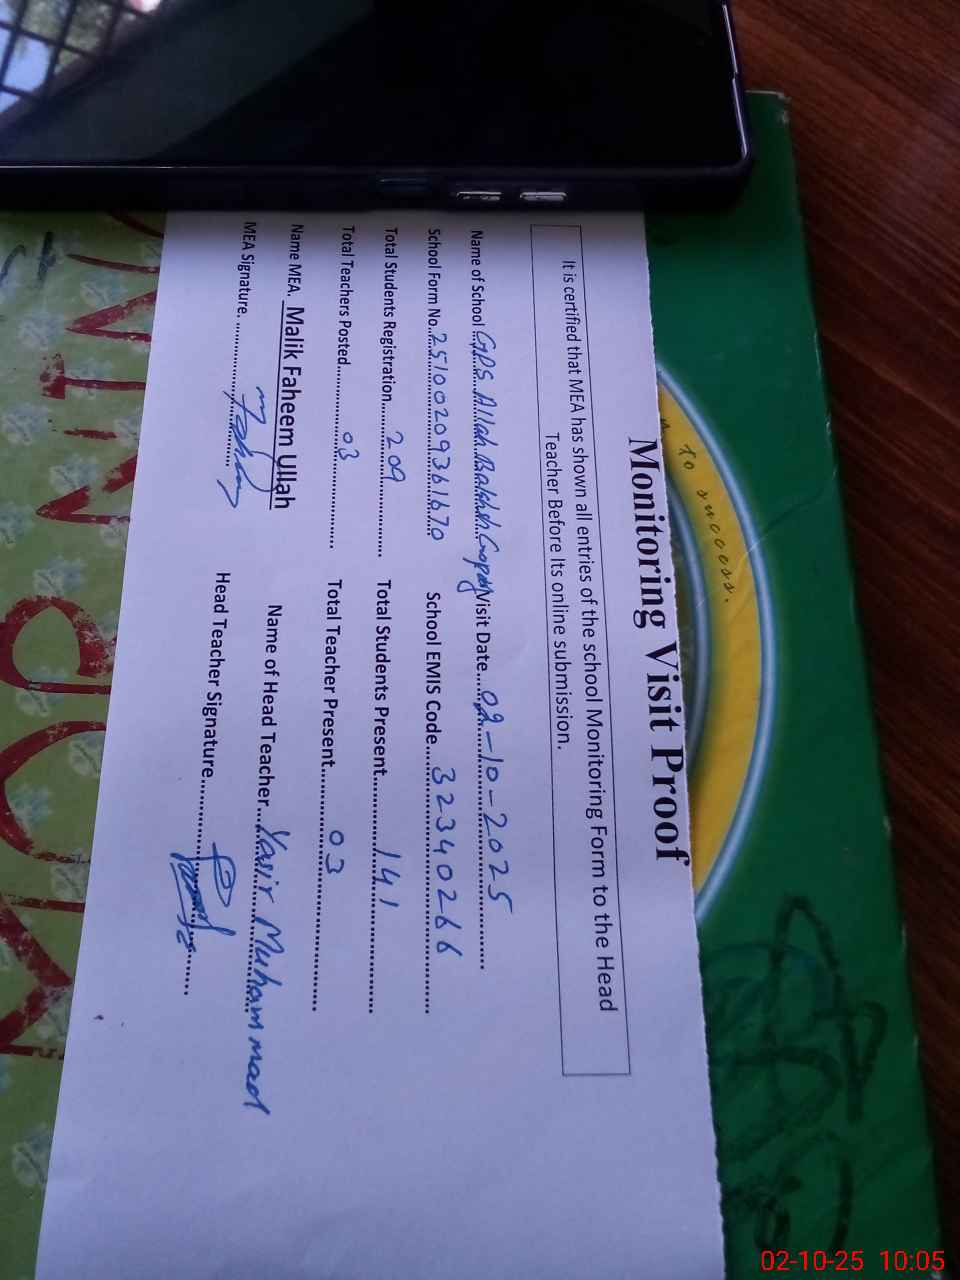 Monitoring Visit Proof
It is certified that MEA has shown all entries of the school Monitoring Form to the Head
Teacher Before Its online submission.
Name of School GPS Allah Bakhsh Visit Date 02-10-2025
School Form No. 25100209361670 School EMIS Code 32340266
Total Students Registration 209 Total Students Present 141
Total Teachers Posted 03 Total Teacher Present 03
Name MEA. Malik Faheem Ullah Name of Head Teacher Yasir Muhammad
MEA Signature. Head Teacher Signature
to success.
02-10-25 10:05